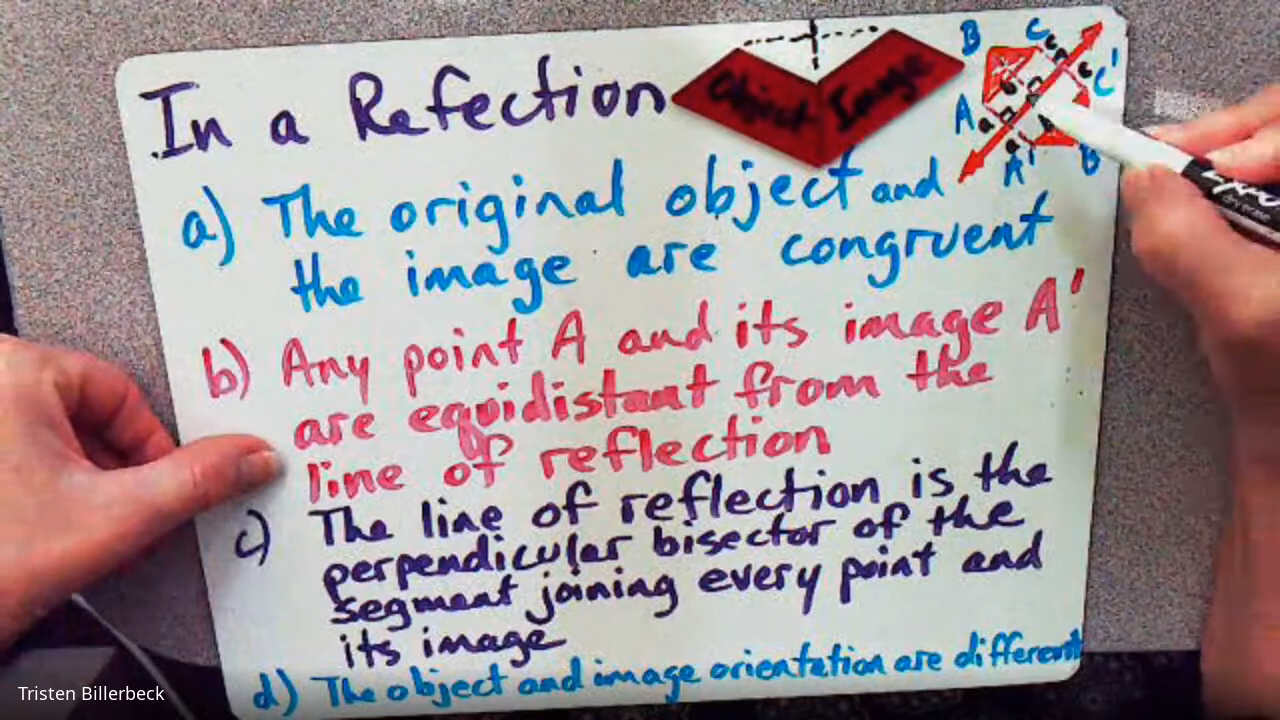 In a Refection
Object Image
B C
C'
A
A' B'
a) The original object and
the image are congruent
b) Any point A and its image A'
are equidistant from the
line of reflection
c) The line of reflection is the
perpendicular bisector of the
segment joining every point and
its image
d) The object and image orientation are different
Tristen Billerbeck